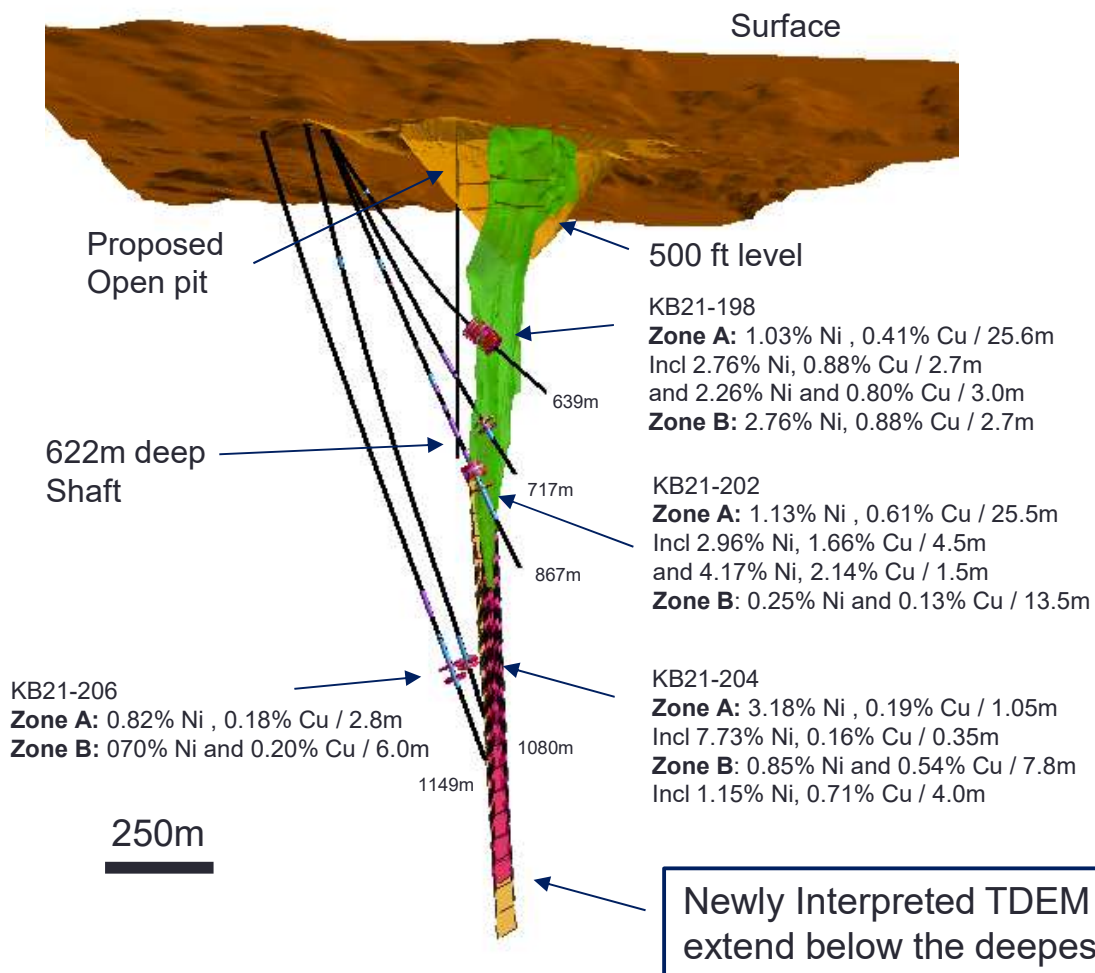 Surface
Proposed
Open pit
500 ft level
KB21-198
Zone A: 1.03% Ni , 0.41% Cu / 25.6m
Incl 2.76% Ni, 0.88% Cu / 2.7m
and 2.26% Ni and 0.80% Cu / 3.0m
Zone B: 2.76% Ni, 0.88% Cu / 2.7m
639m
622m deep
Shaft
717m
KB21-202
Zone A: 1.13% Ni , 0.61% Cu / 25.5m
Incl 2.96% Ni, 1.66% Cu / 4.5m
and 4.17% Ni, 2.14% Cu / 1.5m
Zone B: 0.25% Ni and 0.13% Cu / 13.5m
867m
KB21-206
Zone A: 0.82% Ni , 0.18% Cu / 2.8m
Zone B: 070% Ni and 0.20% Cu / 6.0m
KB21-204
Zone A: 3.18% Ni , 0.19% Cu / 1.05m
Incl 7.73% Ni, 0.16% Cu / 0.35m
Zone B: 0.85% Ni and 0.54% Cu / 7.8m
Incl 1.15% Ni, 0.71% Cu / 4.0m
1080m
1149m
250m
Newly Interpreted TDEM
extend below the deepes